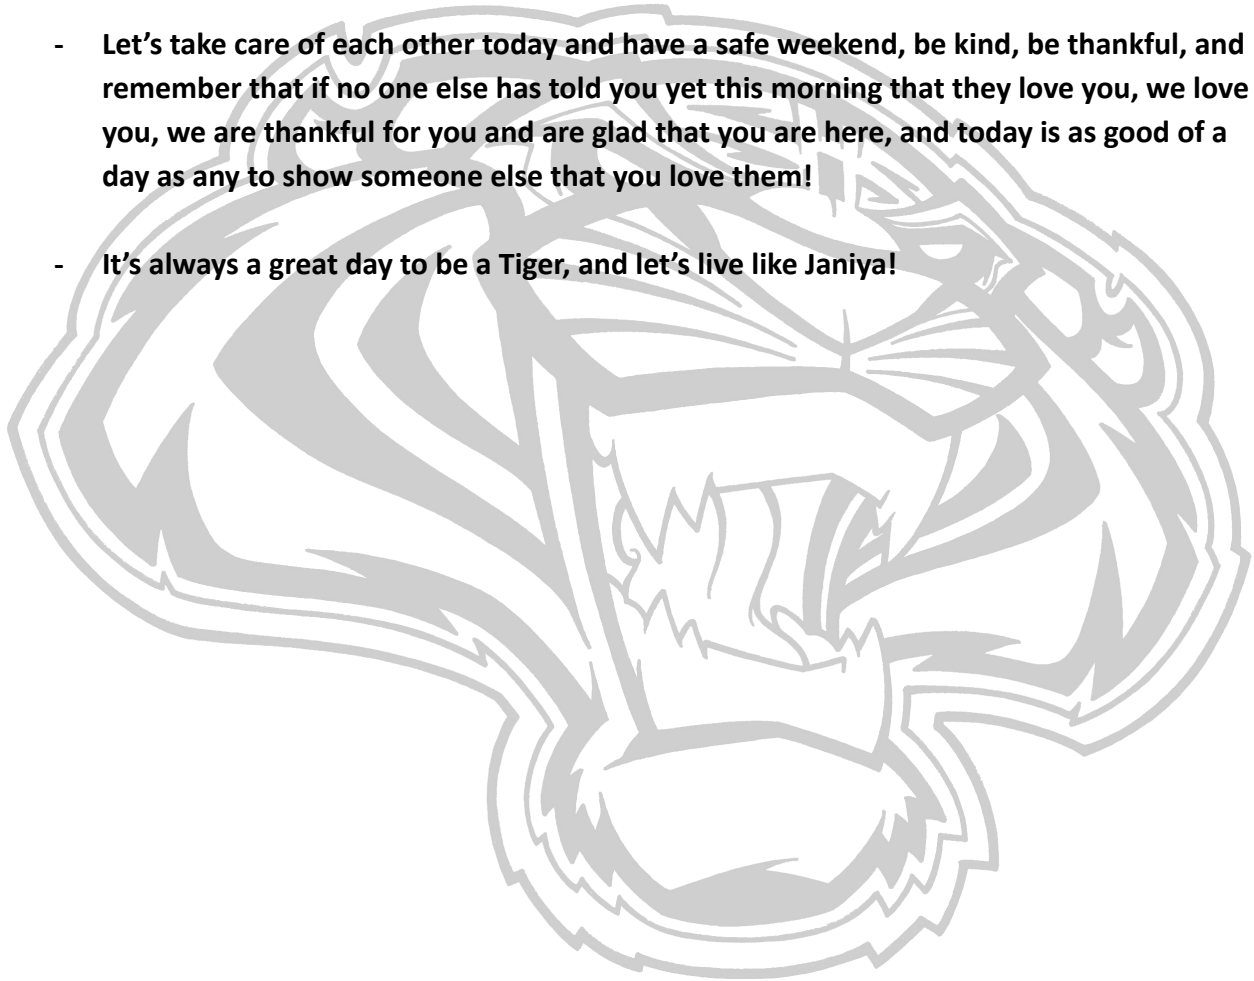 - Let’s take care of each other today and have a safe weekend, be kind, be thankful, and
remember that if no one else has told you yet this morning that they love you, we love
you, we are thankful for you and are glad that you are here, and today is as good of a
day as any to show someone else that you love them!
- It’s always a great day to be a Tiger, and let’s live like Janiya!